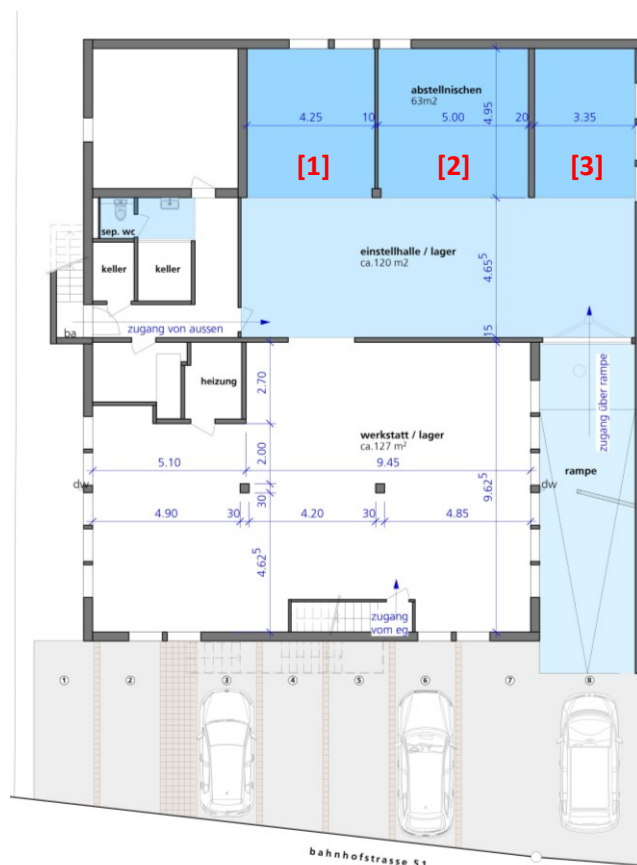 abstellnischen
63m2
4.25
10
5.00
20
3.35
4.95
[1]
[2]
[3]
sep. wc
einstellhalle / lager
ca.120 m2
4.65⁵
keller
keller
ba
zugang von aussen
15
zugang über rampe
heizung
2.70
werkstatt / lager
ca.127 m²
2.00
5.10
9.45
rampe
dw
dw
30
9.62⁵
4.90
30
4.20
30
4.85
4.62⁵
zugang
vom eg
1
2
3
4
5
6
7
8
bahnhofstrasse 51